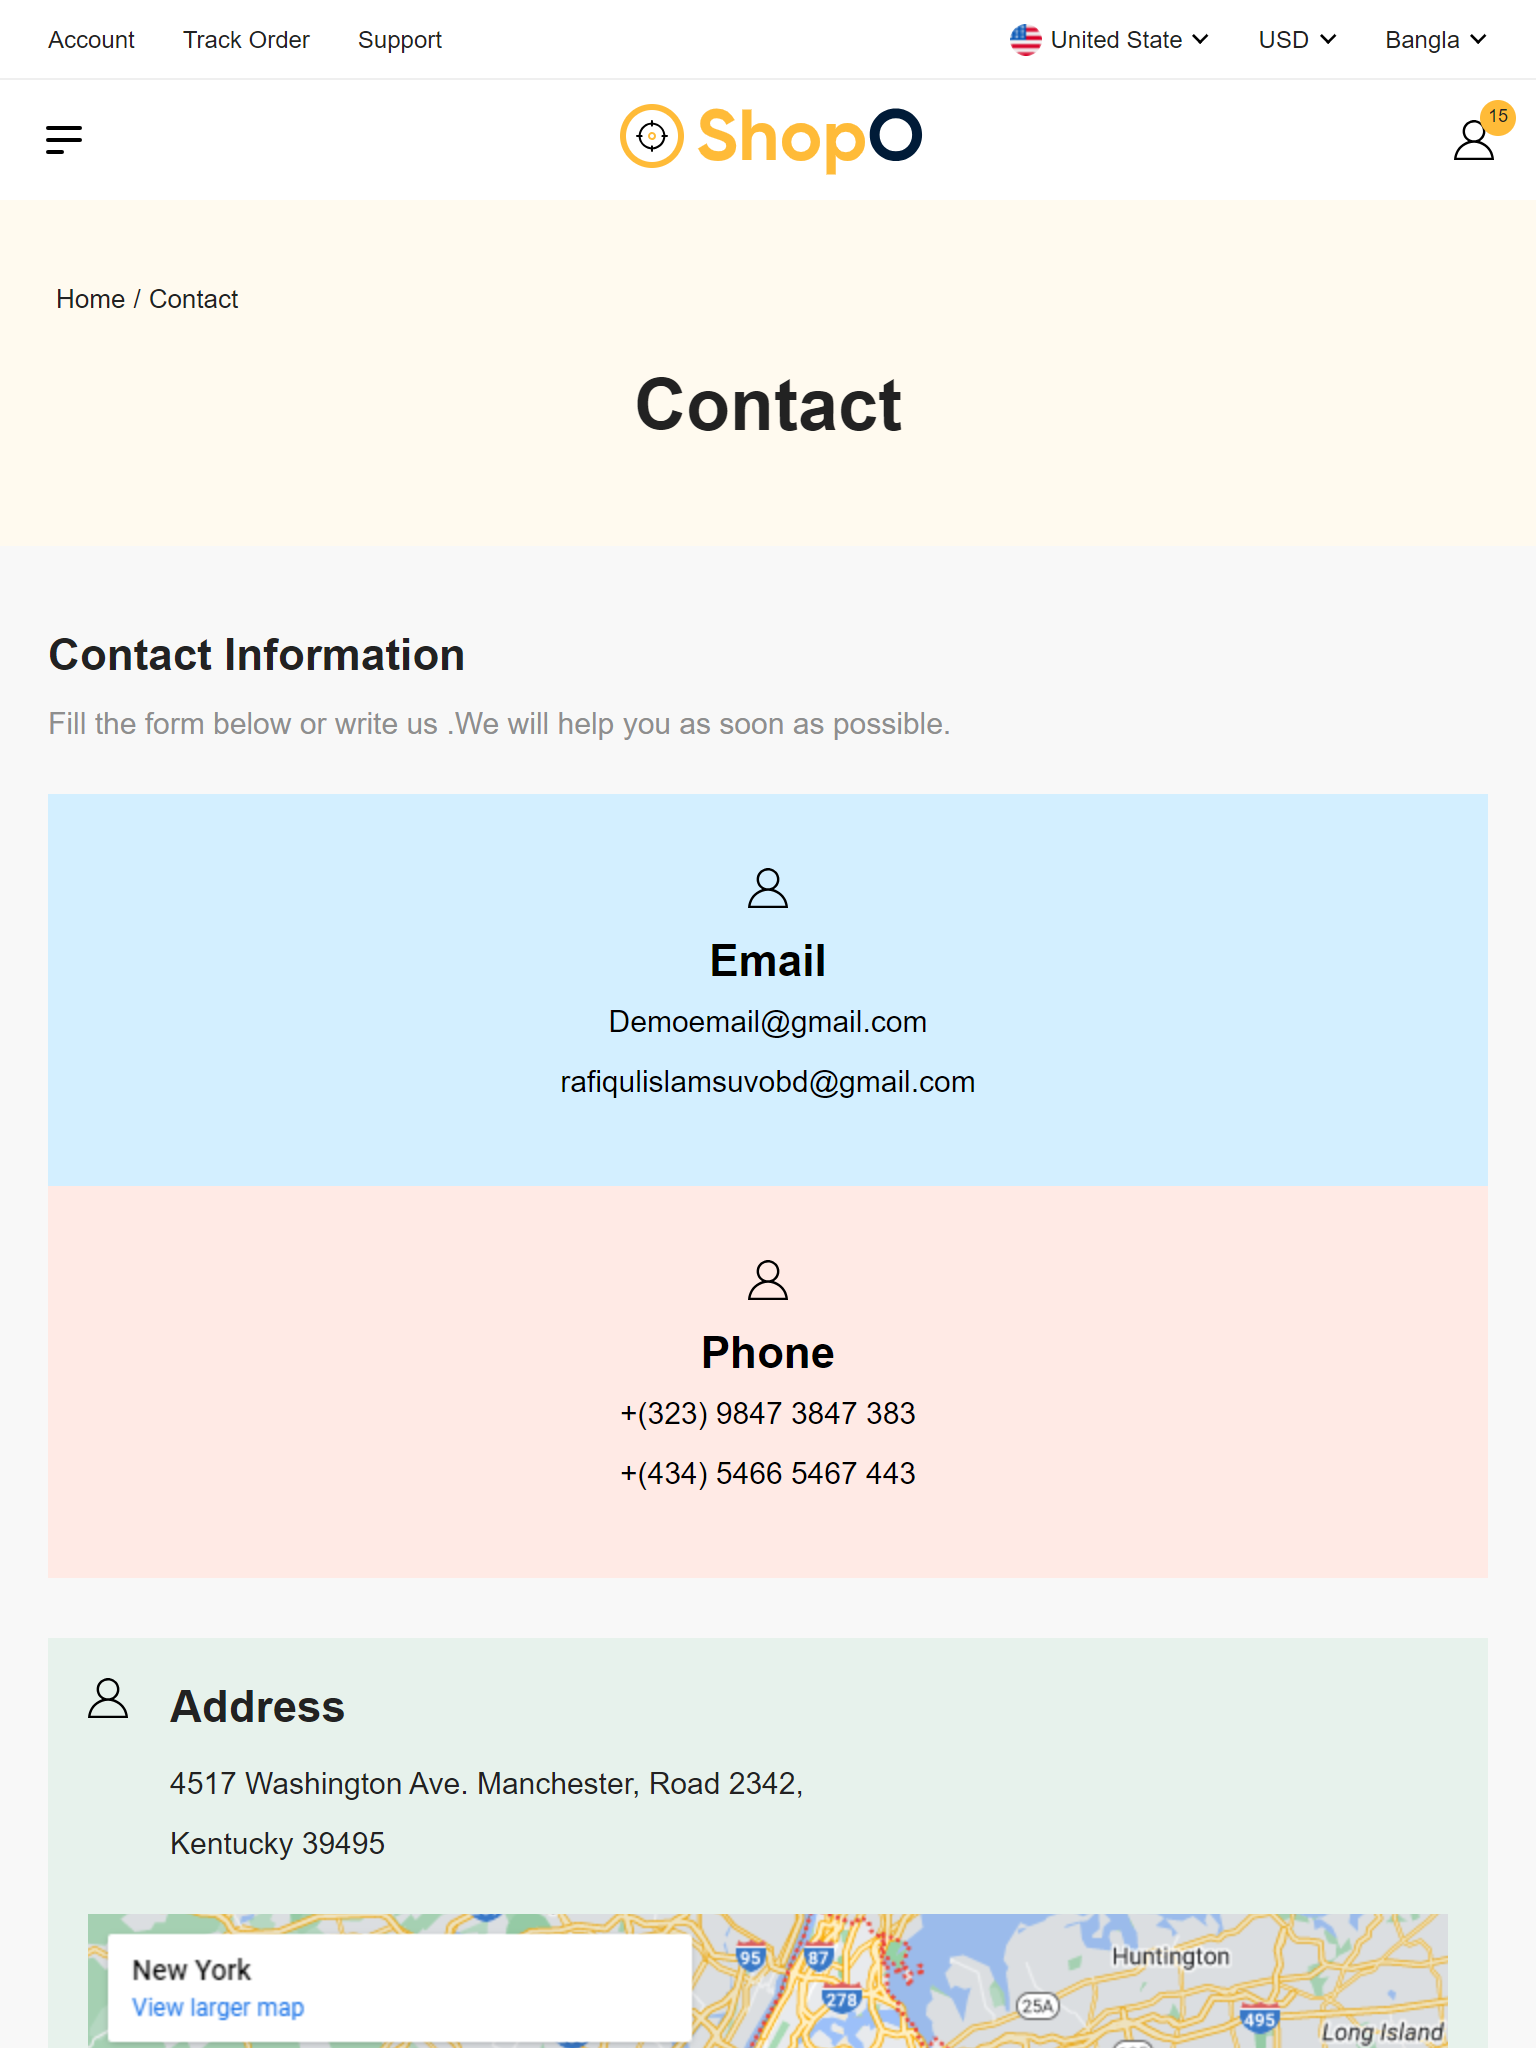 Account Track Order Support United State USD Bangla
ShopO 15
Home / Contact
Contact
Contact Information
Fill the form below or write us .We will help you as soon as possible.
Email
Demoemail@gmail.com
rafiqulislamsuvobd@gmail.com
Phone
+(323) 9847 3847 383
+(434) 5466 5467 443
Address
4517 Washington Ave. Manchester, Road 2342,
Kentucky 39495
New York
View larger map
95 87 Huntington
278 25A
495
Long Island